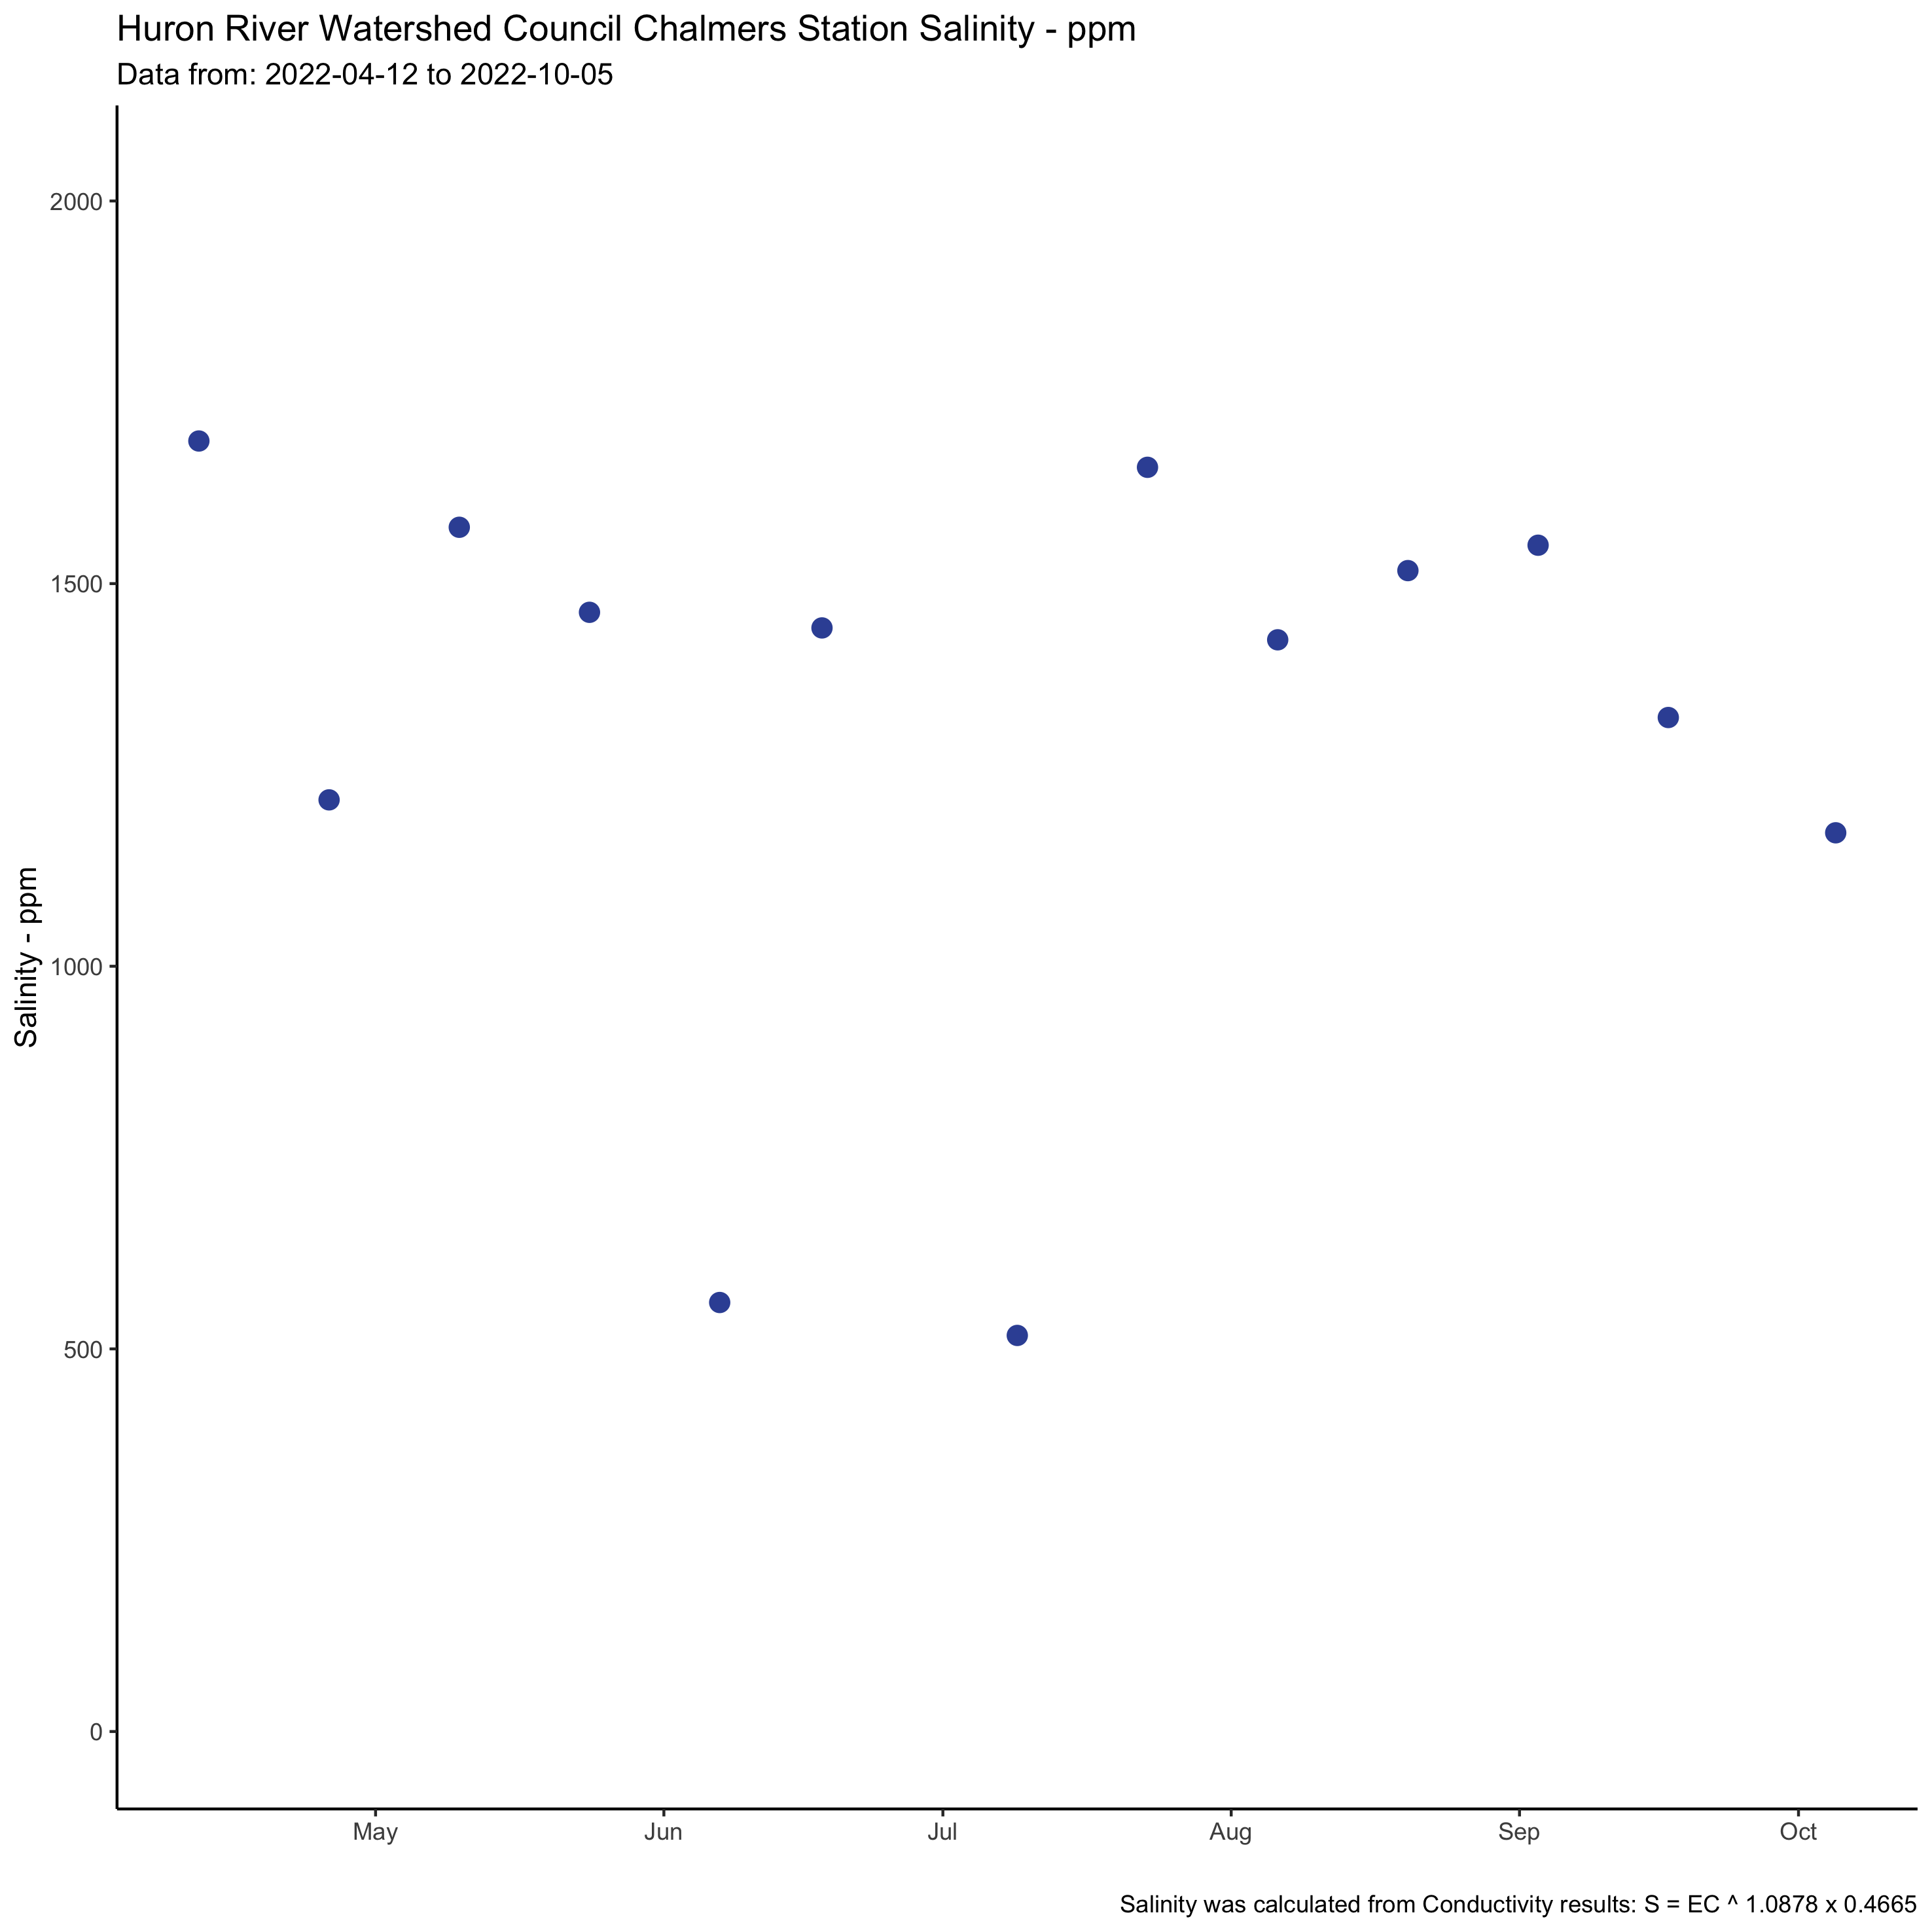 Huron River Watershed Council Chalmers Station Salinity - ppm
Data from: 2022-04-12 to 2022-10-05
Salinity - ppm
2000
1500
1000
500
0
May Jun Jul Aug Sep Oct
Salinity was calculated from Conductivity results: S = EC ^ 1.0878 x 0.4665